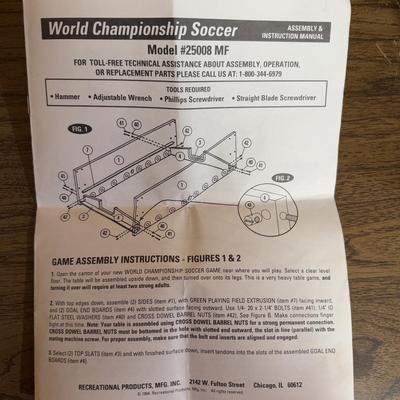 World Championship Soccer
ASSEMBLY &
INSTRUCTION MANUAL
Model #25008 MF
FOR TOLL-FREE TECHNICAL ASSISTANCE ABOUT ASSEMBLY, OPERATION,
OR REPLACEMENT PARTS PLEASE CALL US AT: 1-800-344-6979
TOOLS REQUIRED
• Hammer • Adjustable Wrench • Phillips Screwdriver • Straight Blade Screwdriver
FIG. 1
FIG. 2
GAME ASSEMBLY INSTRUCTIONS - FIGURES 1 & 2
1. Open the carton of your new WORLD CHAMPIONSHIP SOCCER GAME near where you will play. Select a clear level
floor. The table will be assembled upside down, and then turned over onto its legs. This is a very heavy table game, and
turning it over will require at least two strong adults.
2. With top edges down, assemble (2) SIDES (item #1), with GREEN PLAYING FIELD EXTRUSION (item #7) facing inward,
and (2) GOAL END BOARDS (item #4) with slotted surface facing outward. Use 1/4- 20 x 2-1/4" BOLTS (item #41), 1/4" ID
FLAT STEEL WASHERS (item #40) and CROSS DOWEL BARREL NUTS (item #42), See figure B. Make connections finger
tight at this time. Note: Your table is assembled using CROSS DOWEL BARREL NUTS for a strong permanent connection.
CROSS DOWEL BARREL NUTS must be bottomed in the hole with slotted end outward, the slot in line (parallel) with the
mating machine screw. For proper assembly, make sure that the belt and inserts are aligned and engaged.
3. Select (2) TOP SLATS (item #3) and with finished surface down, insert tendons into the slots of the assembled GOAL END
BOARDS (item #4).
RECREATIONAL PRODUCTS, MFG. INC. 2142 W. Fulton Street Chicago, IL 60612
© 1994, Recreational Products, Mfg., Inc. All rights reserved.